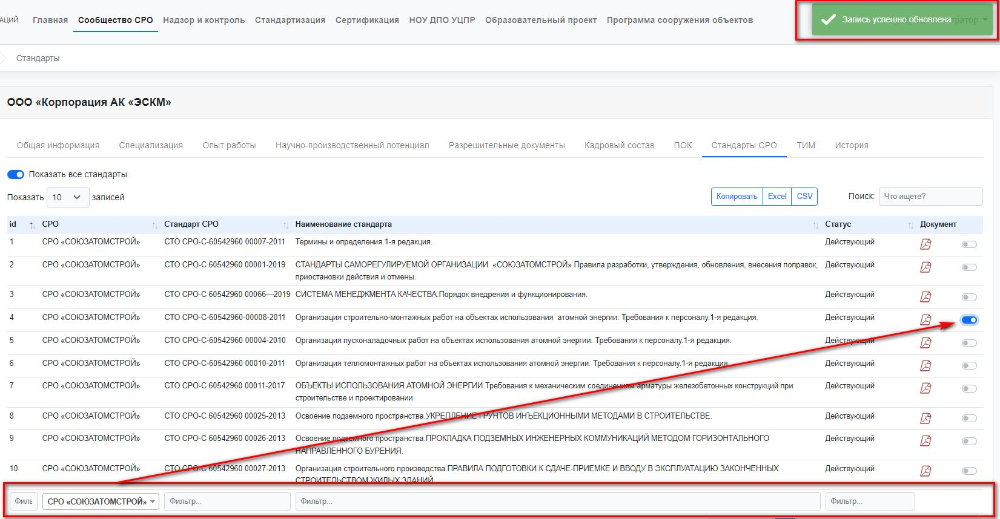 АЦИЙ Главная Сообщество СРО Надзор и контроль Стандартизация Сертификация НОУ ДПО УЦПР Образовательный проект Программа сооружения объектов
Запись успешно обновлена
Стандарты
ООО «Корпорация АК «ЭСКМ»
Общая информация Специализация Опыт работы Научно-производственный потенциал Разрешительные документы Кадровый состав ПОК Стандарты СРО ТИМ История
Показать все стандарты
Показать 10 записей Копировать Excel CSV Поиск: Что ищете?
id СРО Стандарт СРО Наименование стандарта Статус Документ
1 СРО «СОЮЗАТОМСТРОЙ» СТО СРО-С-60542960 00007-2011 Термины и определения.1-я редакция. Действующий
2 СРО «СОЮЗАТОМСТРОЙ» СТО СРО-С 60542960 00001-2019 СТАНДАРТЫ САМОРЕГУЛИРУЕМОЙ ОРГАНИЗАЦИИ «СОЮЗАТОМСТРОЙ».Правила разработки, утверждения, обновления, внесения поправок, Действующий
приостановки действия и отмены.
3 СРО «СОЮЗАТОМСТРОЙ» СТО СРО-С 60542960 00066—2019 СИСТЕМА МЕНЕДЖМЕНТА КАЧЕСТВА.Порядок внедрения и функционирования. Действующий
4 СРО «СОЮЗАТОМСТРОЙ» СТО СРО-С 60542960-00008-2011 Организация строительно-монтажных работ на объектах использования атомной энергии. Требования к персоналу.1-я редакция. Действующий
5 СРО «СОЮЗАТОМСТРОЙ» СТО СРО-С-60542960 00004-2010 Организация пусконаладочных работ на объектах использования атомной энергии. Требования к персоналу.1-я редакция. Действующий
6 СРО «СОЮЗАТОМСТРОЙ» СТО СРО-С-60542960 00010-2011 Организация тепломонтажных работ на объектах использования атомной энергии. Требования к персоналу.1-я редакция. Действующий
7 СРО «СОЮЗАТОМСТРОЙ» СТО СРО-С 60542960 00011-2017 ОБЪЕКТЫ ИСПОЛЬЗОВАНИЯ АТОМНОЙ ЭНЕРГИИ.Требования к механическим соединениям арматуры железобетонных конструкций при Действующий
строительстве и проектировании.
8 СРО «СОЮЗАТОМСТРОЙ» СТО СРО-С 60542960 00025-2013 Освоение подземного пространства.УКРЕПЛЕНИЕ ГРУНТОВ ИНЪЕКЦИОННЫМИ МЕТОДАМИ В СТРОИТЕЛЬСТВЕ. Действующий
9 СРО «СОЮЗАТОМСТРОЙ» СТО СРО-С 60542960 00026-2013 Освоение подземного пространства.ПРОКЛАДКА ПОДЗЕМНЫХ ИНЖЕНЕРНЫХ КОММУНИКАЦИЙ МЕТОДОМ ГОРИЗОНТАЛЬНОГО Действующий
НАПРАВЛЕННОГО БУРЕНИЯ.
10 СРО «СОЮЗАТОМСТРОЙ» СТО СРО-С 60542960 00027-2013 Организация строительного производства.ПРАВИЛА ПОДГОТОВКИ К СДАЧЕ-ПРИЕМКЕ И ВВОДУ В ЭКСПЛУАТАЦИЮ ЗАКОНЧЕННЫХ Действующий
СТРОИТЕЛЬСТВОМ ЖИЛЫХ ЗДАНИЙ
Филь СРО «СОЮЗАТОМСТРОЙ» Фильтр... Фильтр... Фильтр...